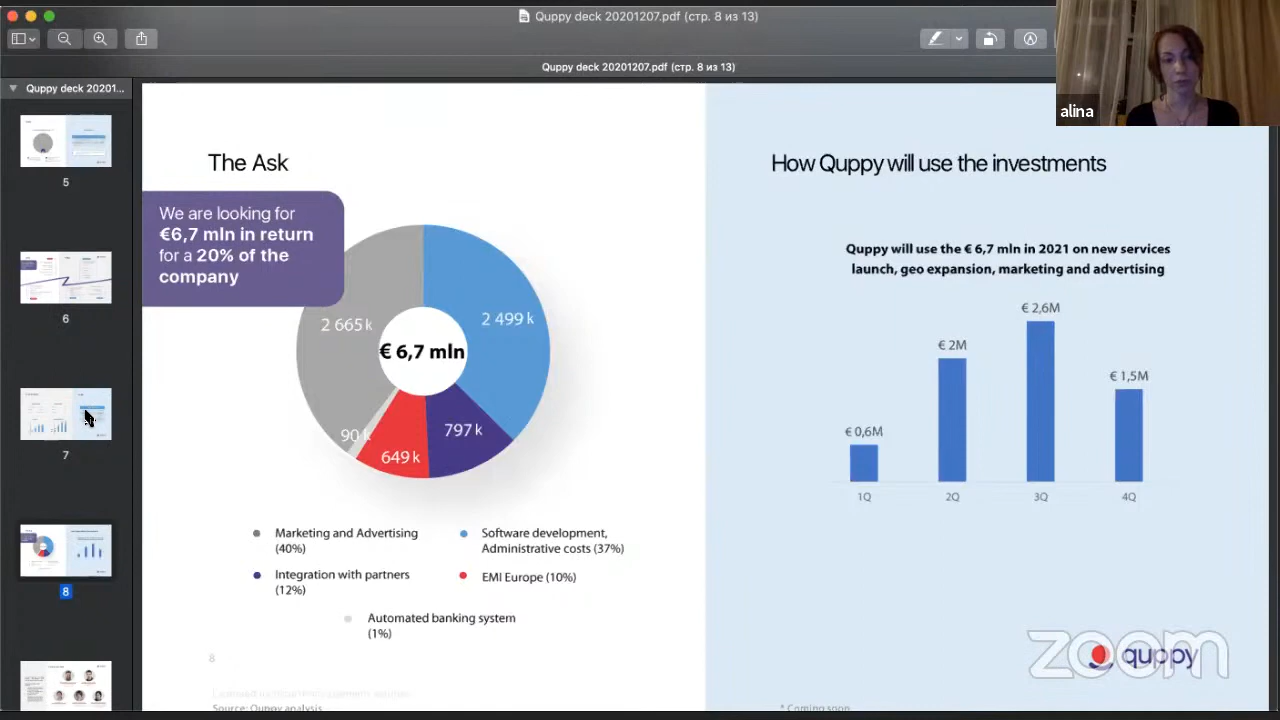 Quppy deck 20201207.pdf (стр. 8 из 13)
Quppy deck 20201207.pdf (стр. 8 из 13)
alina
Quppy deck 20201...
5
6
7
8
The Ask
We are looking for
€6,7 mln in return
for a 20% of the
company
2 665 k
2 499 k
€ 6,7 mln
90 k
649 k
797 k
Marketing and Advertising
(40%)
Software development,
Administrative costs (37%)
Integration with partners
(12%)
EMI Europe (10%)
Automated banking system
(1%)
8
Source: Quppy analysis
How Quppy will use the investments
Quppy will use the € 6,7 mln in 2021 on new services
launch, geo expansion, marketing and advertising
€ 0,6M
€ 2M
€ 2,6M
€ 1,5M
1Q
2Q
3Q
4Q
zoom
quppy
* Coming soon